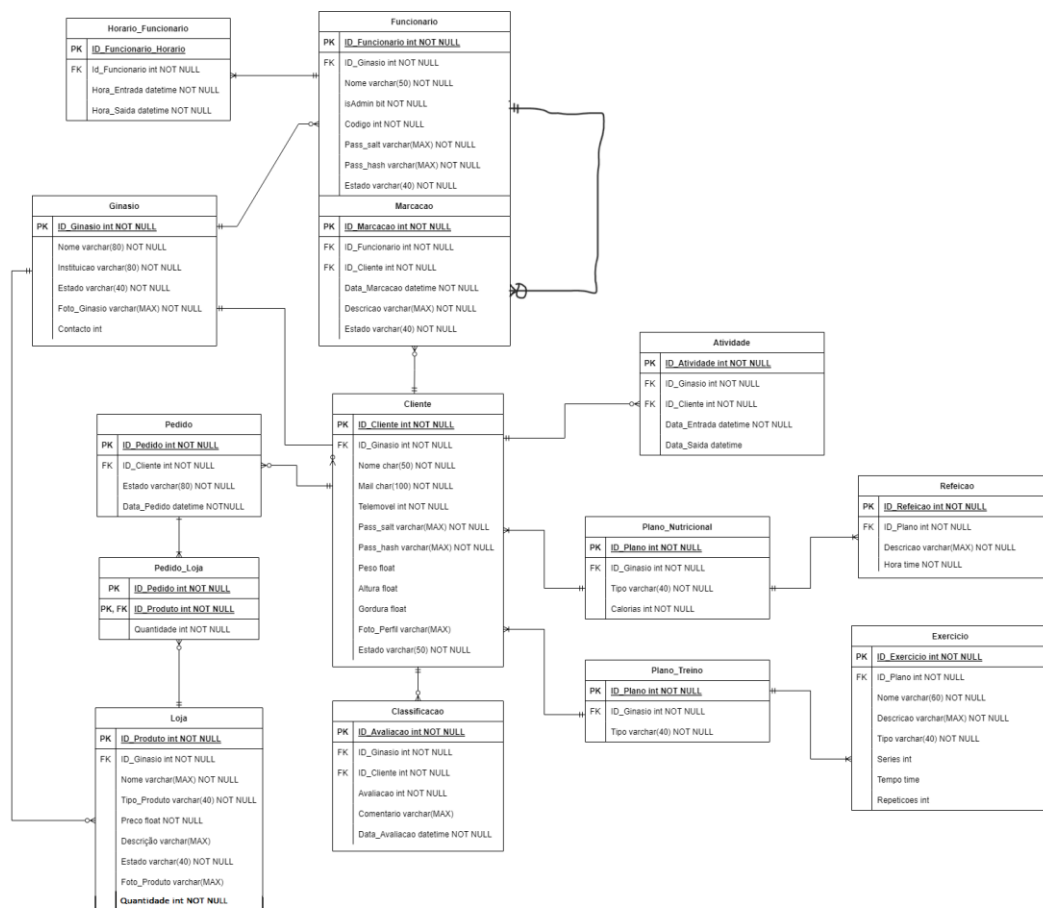 Horario_Funcionario
PK ID_Funcionario_Horario
FK Id_Funcionario int NOT NULL
Hora_Entrada datetime NOT NULL
Hora_Saida datetime NOT NULL
Funcionario
PK ID_Funcionario int NOT NULL
FK ID_Ginasio int NOT NULL
Nome varchar(50) NOT NULL
isAdmin bit NOT NULL
Codigo int NOT NULL
Pass_salt varchar(MAX) NOT NULL
Pass_hash varchar(MAX) NOT NULL
Estado varchar(40) NOT NULL
Ginasio
PK ID_Ginasio int NOT NULL
Nome varchar(80) NOT NULL
Instituicao varchar(80) NOT NULL
Estado varchar(40) NOT NULL
Foto_Ginasio varchar(MAX) NOT NULL
Contacto int
Marcacao
PK ID_Marcacao int NOT NULL
FK ID_Funcionario int NOT NULL
FK ID_Cliente int NOT NULL
Data_Marcacao datetime NOT NULL
Descricao varchar(MAX) NOT NULL
Estado varchar(40) NOT NULL
Atividade
PK ID_Atividade int NOT NULL
FK ID_Ginasio int NOT NULL
FK ID_Cliente int NOT NULL
Data_Entrada datetime NOT NULL
Data_Saida datetime
Cliente
PK ID_Cliente int NOT NULL
FK ID_Ginasio int NOT NULL
Nome char(50) NOT NULL
Mail char(100) NOT NULL
Telemovel int NOT NULL
Pass_salt varchar(MAX) NOT NULL
Pass_hash varchar(MAX) NOT NULL
Peso float
Altura float
Gordura float
Foto_Perfil varchar(MAX)
Estado varchar(50) NOT NULL
Pedido
PK ID_Pedido int NOT NULL
FK ID_Cliente int NOT NULL
Estado varchar(80) NOT NULL
Data_Pedido datetime NOTNULL
Refeicao
PK ID_Refeicao int NOT NULL
FK ID_Plano int NOT NULL
Descricao varchar(MAX) NOT NULL
Hora time NOT NULL
Plano_Nutricional
PK ID_Plano int NOT NULL
FK ID_Ginasio int NOT NULL
Tipo varchar(40) NOT NULL
Calorias int NOT NULL
Pedido_Loja
PK ID_Pedido int NOT NULL
PK, FK ID_Produto int NOT NULL
Quantidade int NOT NULL
Exercicio
PK ID_Exercicio int NOT NULL
FK ID_Plano int NOT NULL
Nome varchar(60) NOT NULL
Descricao varchar(MAX) NOT NULL
Tipo varchar(40) NOT NULL
Series int
Tempo time
Repeticoes int
Plano_Treino
PK ID_Plano int NOT NULL
FK ID_Ginasio int NOT NULL
Tipo varchar(40) NOT NULL
Loja
PK ID_Produto int NOT NULL
FK ID_Ginasio int NOT NULL
Nome varchar(MAX) NOT NULL
Tipo_Produto varchar(40) NOT NULL
Preco float NOT NULL
Descrição varchar(MAX)
Estado varchar(40) NOT NULL
Foto_Produto varchar(MAX)
Quantidade int NOT NULL
Classificacao
PK ID_Avaliacao int NOT NULL
FK ID_Ginasio int NOT NULL
FK ID_Cliente int NOT NULL
Avaliacao int NOT NULL
Comentario varchar(MAX)
Data_Avaliacao datetime NOT NULL